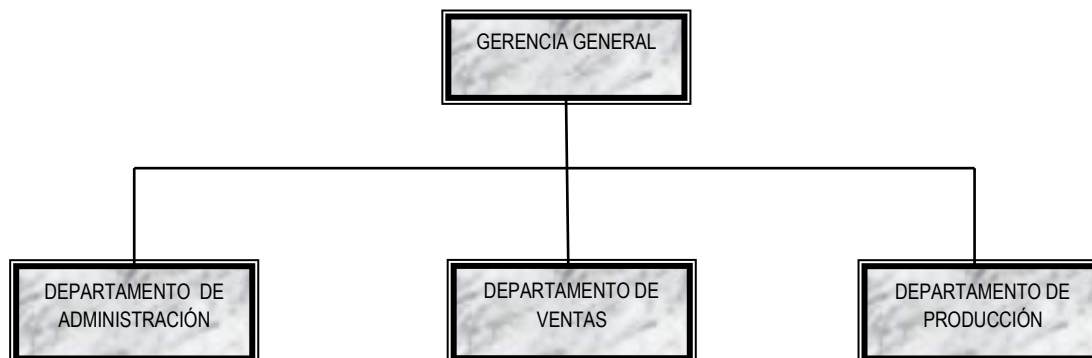 GERENCIA GENERAL
DEPARTAMENTO DE
ADMINISTRACIÓN
DEPARTAMENTO DE
VENTAS
DEPARTAMENTO DE
PRODUCCIÓN